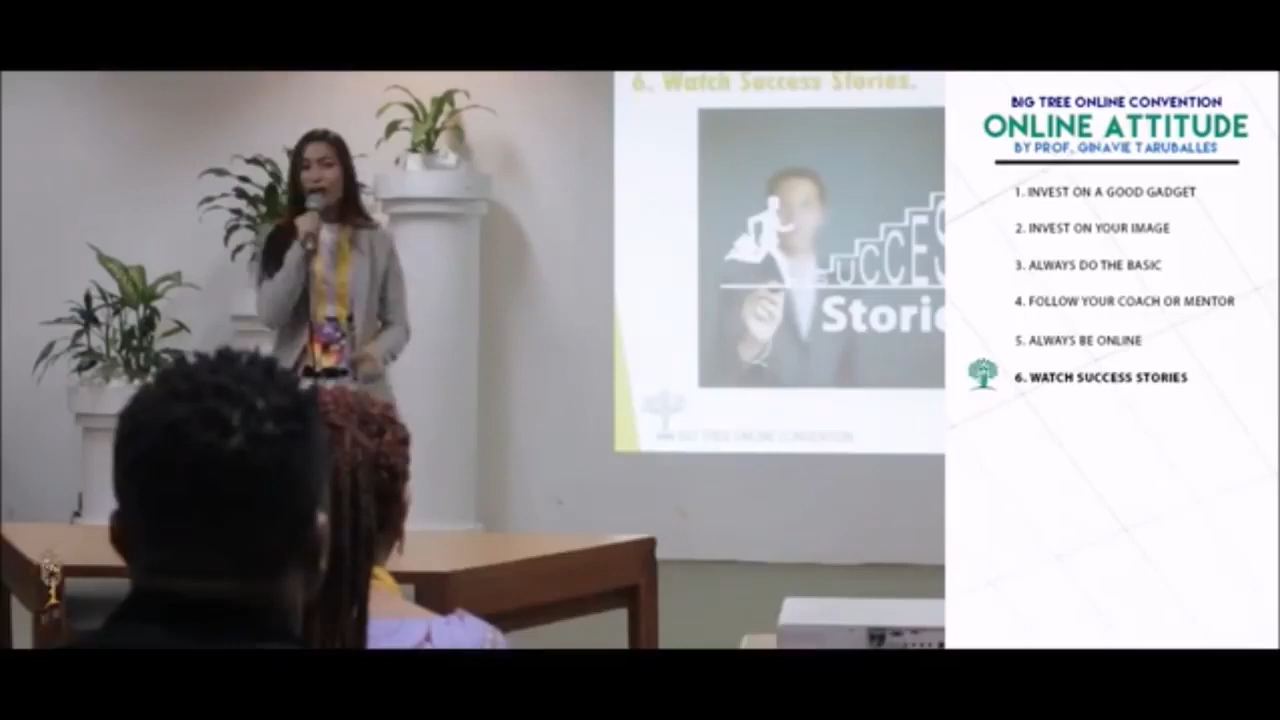 6. Watch Success Stories.
SUCCES
Storie
BIG TREE ONLINE CONVENTION
BIG TREE ONLINE CONVENTION
ONLINE ATTITUDE
BY PROF. GINAVIE TARUBALLES
1. INVEST ON A GOOD GADGET
2. INVEST ON YOUR IMAGE
3. ALWAYS DO THE BASIC
4. FOLLOW YOUR COACH OR MENTOR
5. ALWAYS BE ONLINE
6. WATCH SUCCESS STORIES